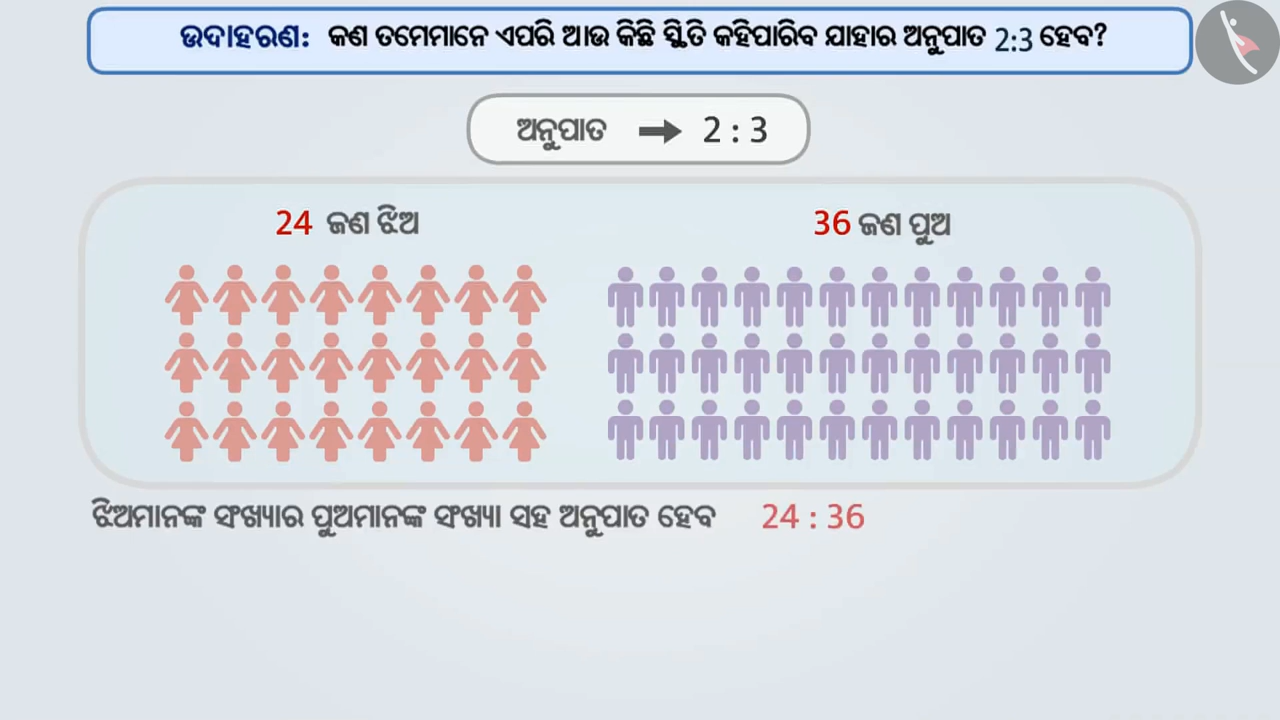 ଉଦାହରଣ: କଣ ତମେମାନେ ଏପରି ଆଉ କିଛି ସ୍ଥିତି କହିପାରିବ ଯାହାର ଅନୁପାତ 2:3 ହେବ?
ଅନୁପାତ ➡ 2 : 3
24 ଜଣ ଝିଅ
36 ଜଣ ପୁଅ
ଝିଅମାନଙ୍କ ସଂଖ୍ୟାର ପୁଅମାନଙ୍କ ସଂଖ୍ୟା ସହ ଅନୁପାତ ହେବ 24 : 36